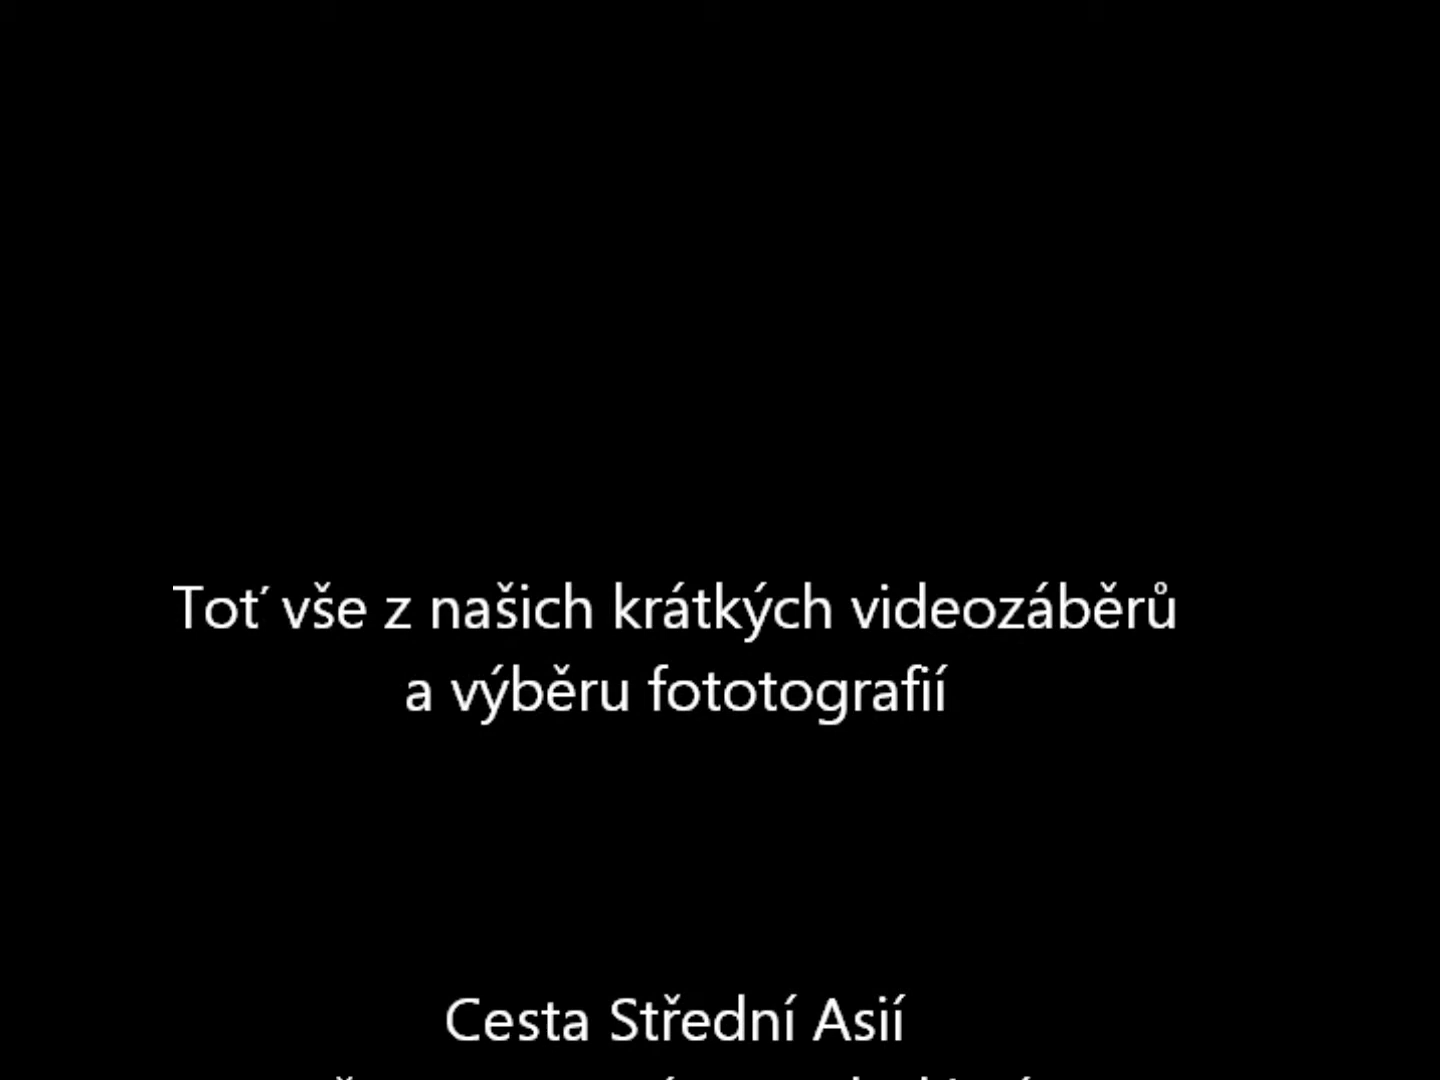 Toť vše z našich krátkých videozáběrů
a výběru fototografií
Cesta Střední Asií